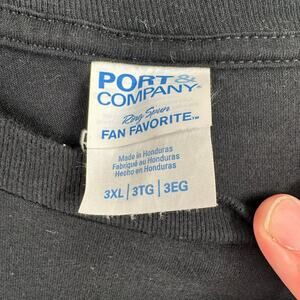 PORT &
COMPANY®
Ring Spun
FAN FAVORITE™
Made in Honduras
Fabriqué au Honduras
Hecho en Honduras
3XL | 3TG | 3EG